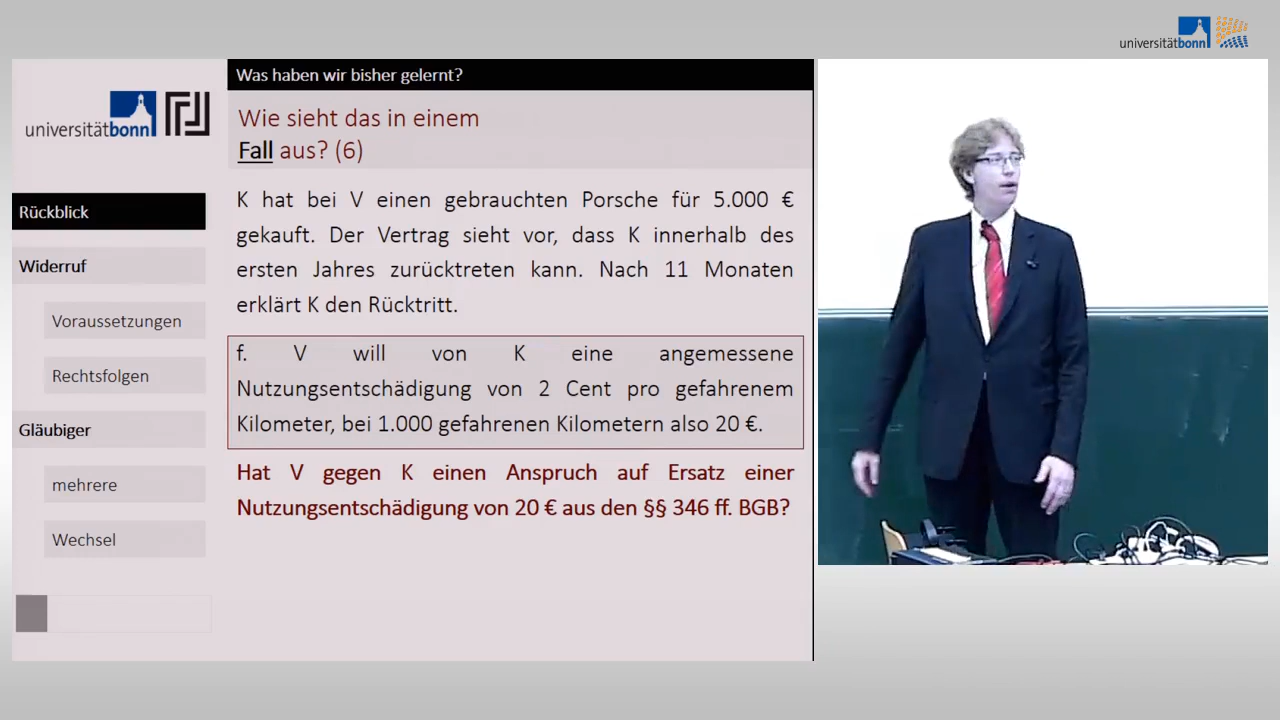 universitätbonn
Was haben wir bisher gelernt?
universitätbonn
Wie sieht das in einem
Fall aus? (6)
Rückblick
Widerruf
Voraussetzungen
Rechtsfolgen
Gläubiger
mehrere
Wechsel
K hat bei V einen gebrauchten Porsche für 5.000 €
gekauft. Der Vertrag sieht vor, dass K innerhalb des
ersten Jahres zurücktreten kann. Nach 11 Monaten
erklärt K den Rücktritt.
f. V will von K eine angemessene
Nutzungsentschädigung von 2 Cent pro gefahrenem
Kilometer, bei 1.000 gefahrenen Kilometern also 20 €.
Hat V gegen K einen Anspruch auf Ersatz einer
Nutzungsentschädigung von 20 € aus den §§ 346 ff. BGB?